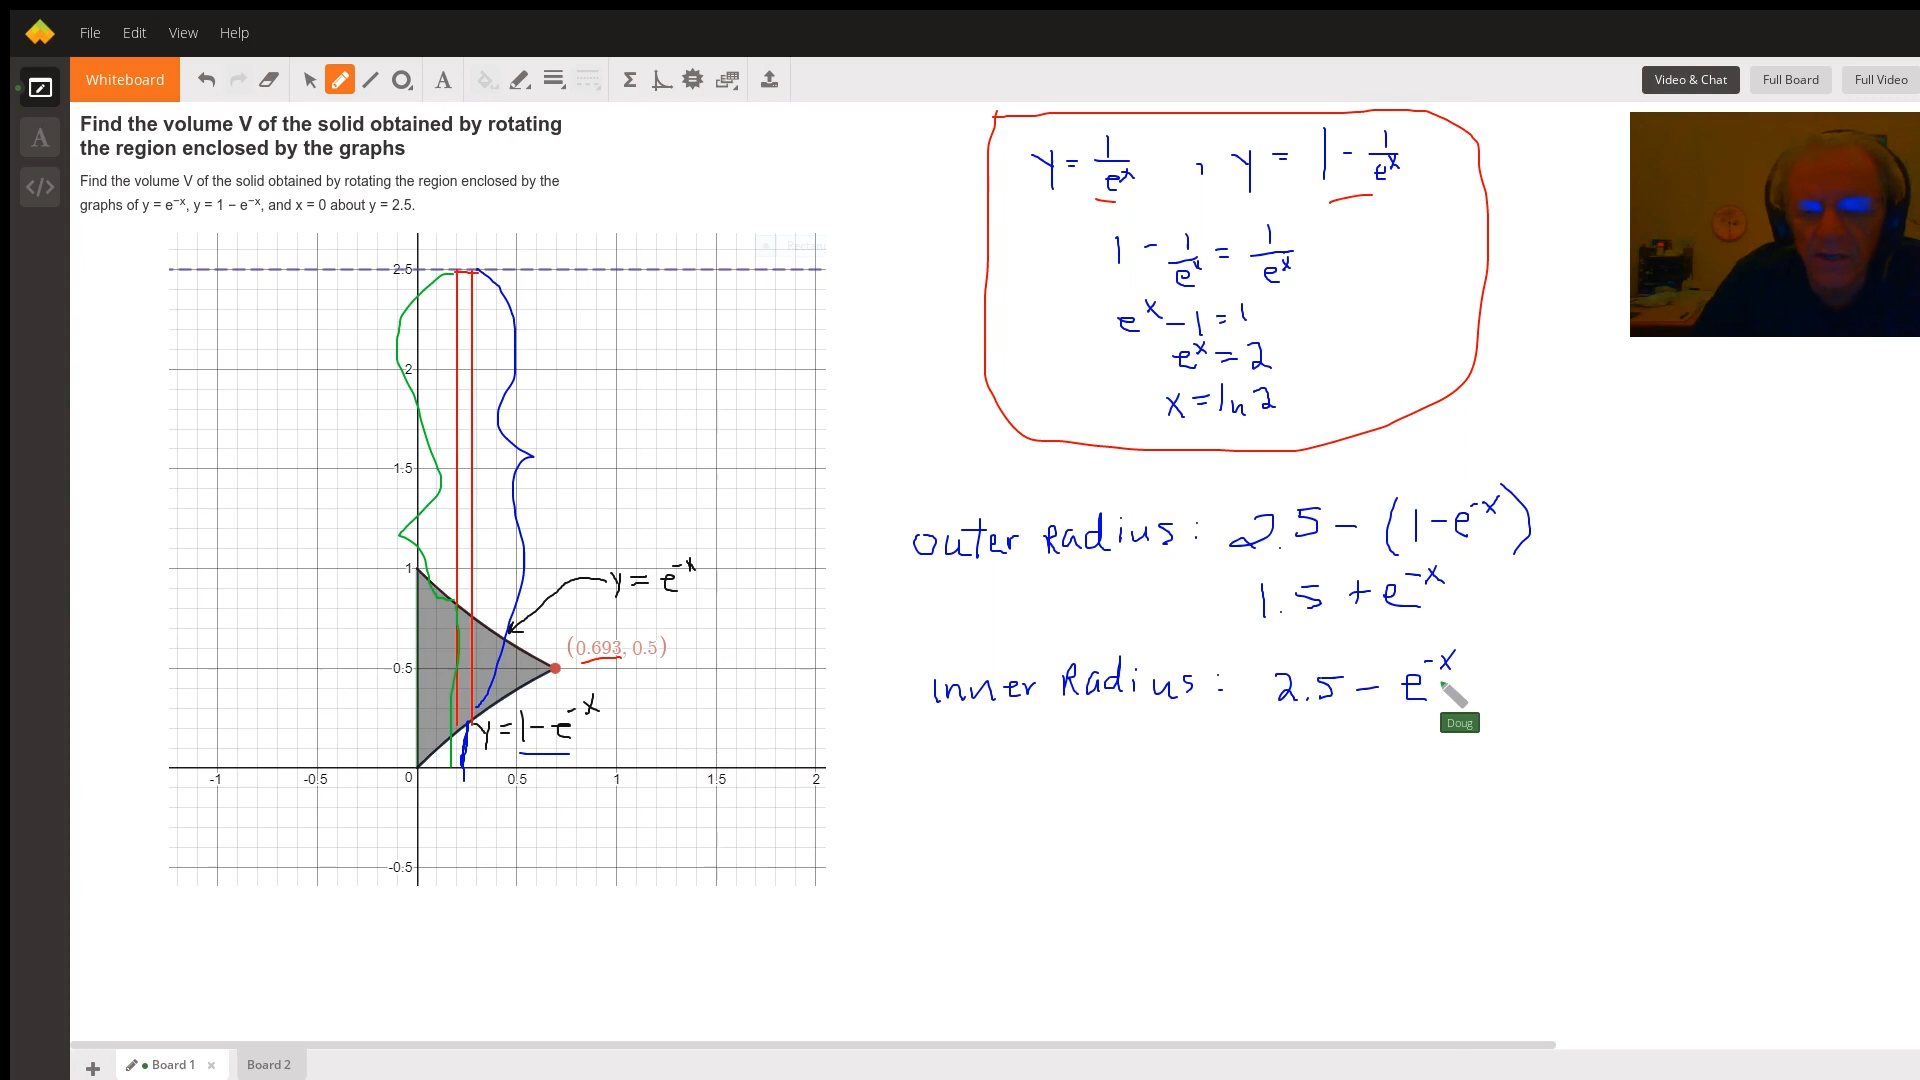 File Edit View Help
Whiteboard
A
Video & Chat Full Board Full Video
Find the volume V of the solid obtained by rotating
the region enclosed by the graphs
Find the volume V of the solid obtained by rotating the region enclosed by the
graphs of y = e⁻ˣ, y = 1 − e⁻ˣ, and x = 0 about y = 2.5.
2.5
2
1.5
1
0.5
0
-0.5
-1 -0.5 0.5 1 1.5 2
y = e⁻ˣ
(0.693, 0.5)
y = 1 − e⁻ˣ
y = 1/eˣ , y = 1 − 1/eˣ
1 − 1/eˣ = 1/eˣ
eˣ − 1 = 1
eˣ = 2
x = ln 2
outer Radius: 2.5 − (1 − e⁻ˣ)
1.5 + e⁻ˣ
inner Radius: 2.5 − e⁻ˣ
Doug
Board 1 Board 2